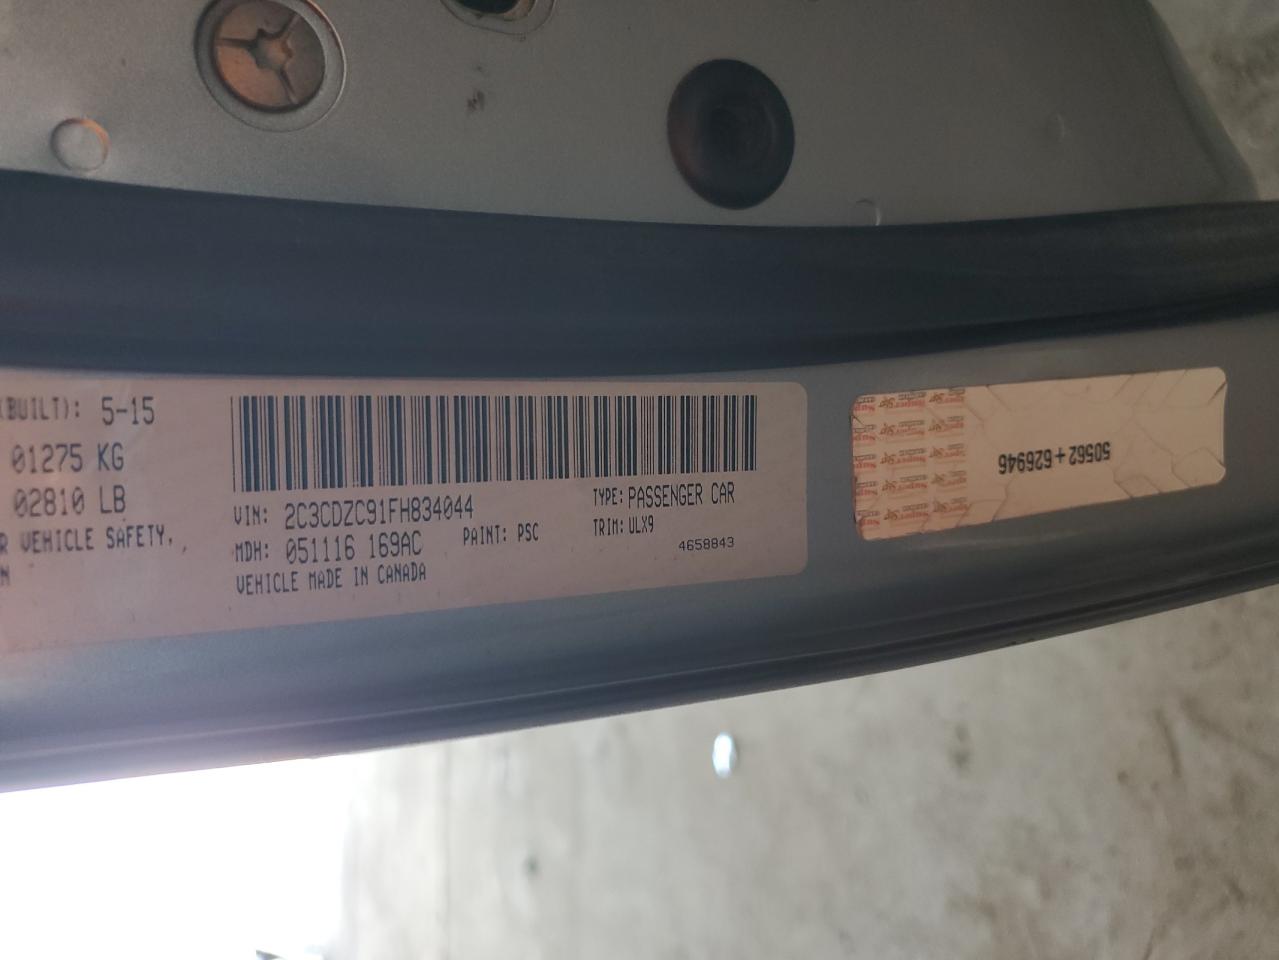 (BUILT): 5-15
01275 KG
02810 LB
R VEHICLE SAFETY,
N
VIN: 2C3CDZC91FH834044
MDH: 051116 169AC PAINT: PSC
VEHICLE MADE IN CANADA
TYPE: PASSENGER CAR
TRIM: ULX9
4658843
50562+626946